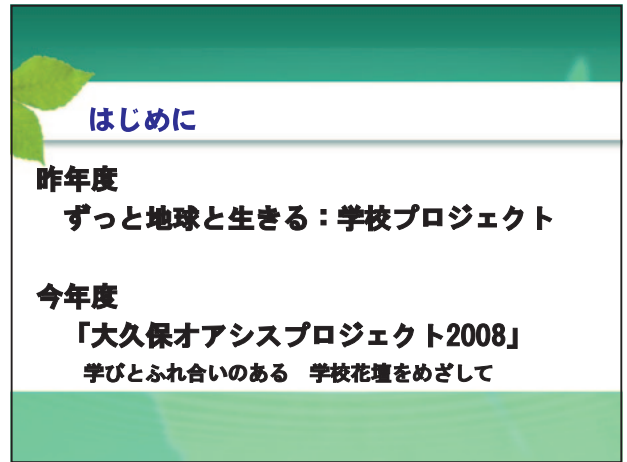 はじめに
昨年度
ずっと地球と生きる：学校プロジェクト
今年度
「大久保オアシスプロジェクト2008」
学びとふれ合いのある　学校花壇をめざして